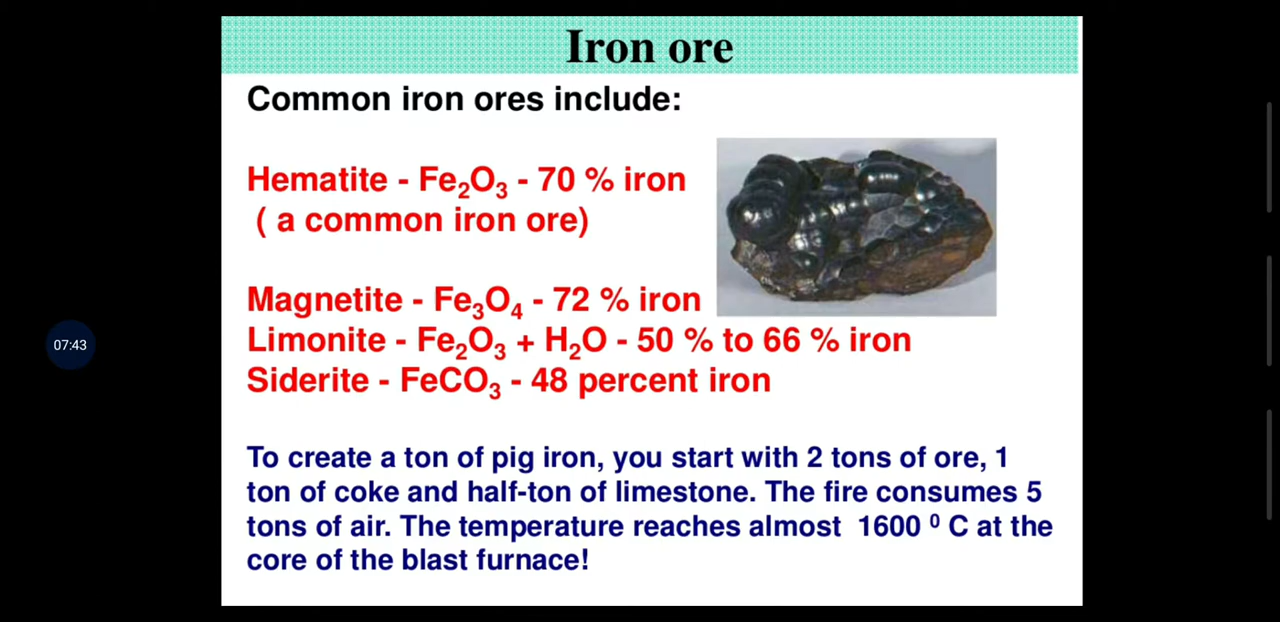 Iron ore
Common iron ores include:
Hematite - Fe₂O₃ - 70 % iron
( a common iron ore)
Magnetite - Fe₃O₄ - 72 % iron
Limonite - Fe₂O₃ + H₂O - 50 % to 66 % iron
Siderite - FeCO₃ - 48 percent iron
07:43
To create a ton of pig iron, you start with 2 tons of ore, 1
ton of coke and half-ton of limestone. The fire consumes 5
tons of air. The temperature reaches almost 1600 ⁰ C at the
core of the blast furnace!